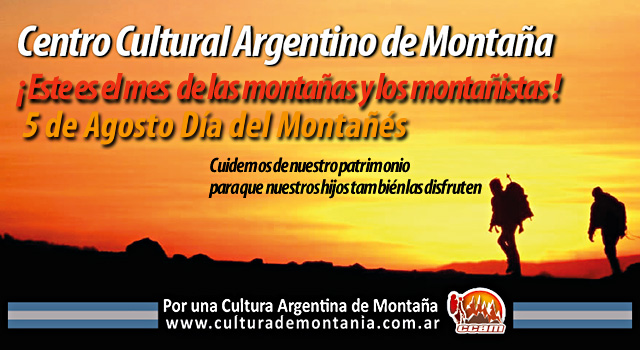 Centro Cultural Argentino de Montaña
¡Este es el mes de las montañas y los montañistas!
5 de Agosto Día del Montañés
Cuidemos de nuestro patrimonio
para que nuestros hijos también las disfruten
Por una Cultura Argentina de Montaña
www.culturademontania.com.ar
CCAM